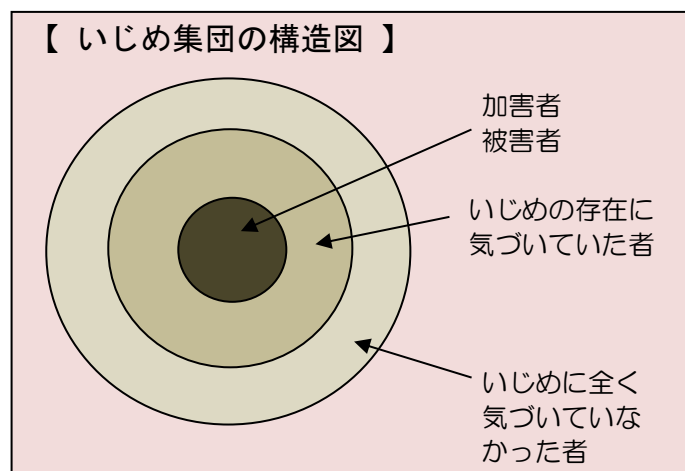 【 いじめ集団の構造図 】
加害者
被害者
いじめの存在に
気づいていた者
いじめに全く
気づいていな
かった者